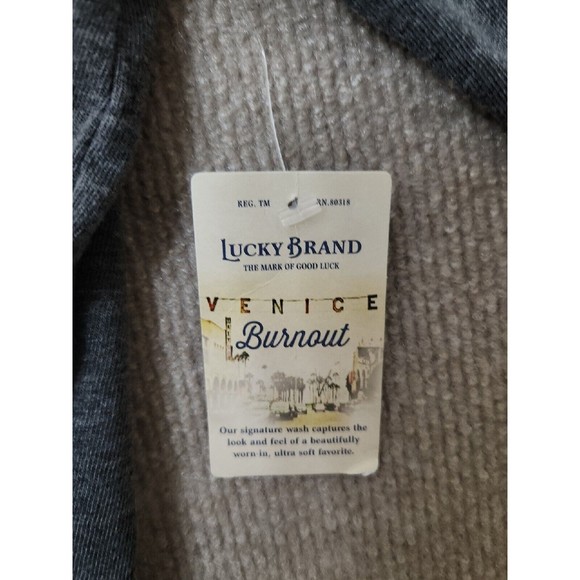 REG. TM RN.80318
LUCKY BRAND
THE MARK OF GOOD LUCK
VENICE
Burnout
Our signature wash captures the
look and feel of a beautifully
worn in, ultra soft favorite.